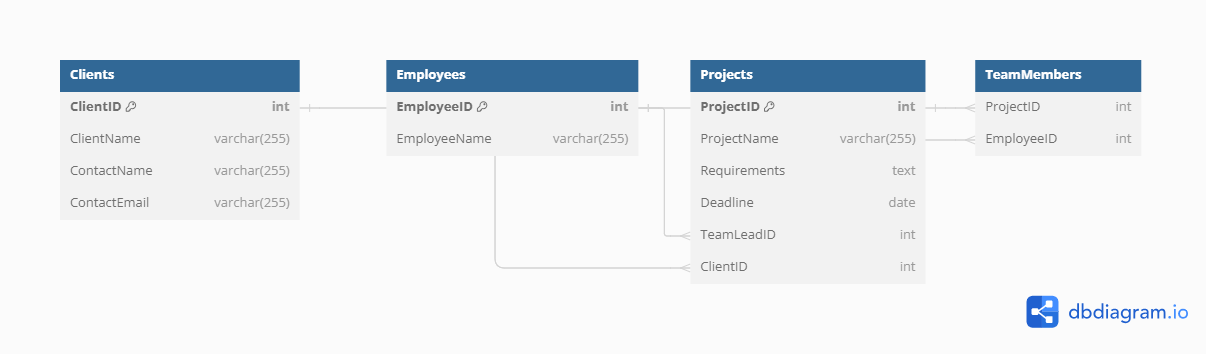 Clients
ClientID int
ClientName varchar(255)
ContactName varchar(255)
ContactEmail varchar(255)
Employees
EmployeeID int
EmployeeName varchar(255)
Projects
ProjectID int
ProjectName varchar(255)
Requirements text
Deadline date
TeamLeadID int
ClientID int
TeamMembers
ProjectID int
EmployeeID int
dbdiagram.io